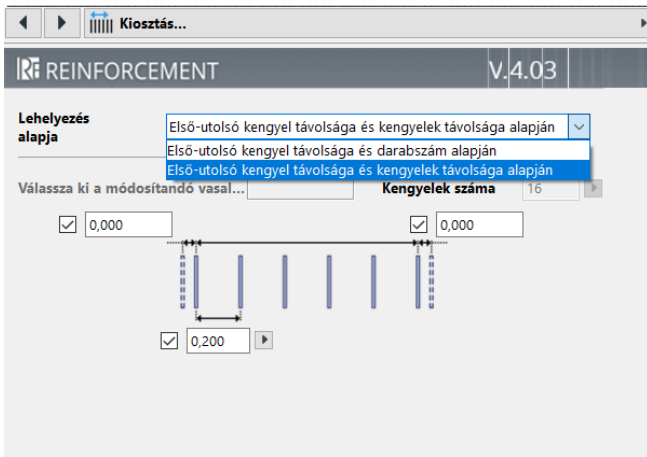 Kiosztás...
REINFORCEMENT V.4.03
Lehelyezés
alapja
Első-utolsó kengyel távolsága és kengyelek távolsága alapján
Első-utolsó kengyel távolsága és darabszám alapján
Első-utolsó kengyel távolsága és kengyelek távolsága alapján
Válassza ki a módosítandó vasal... Kengyelek száma 16
0,000 0,000
0,200